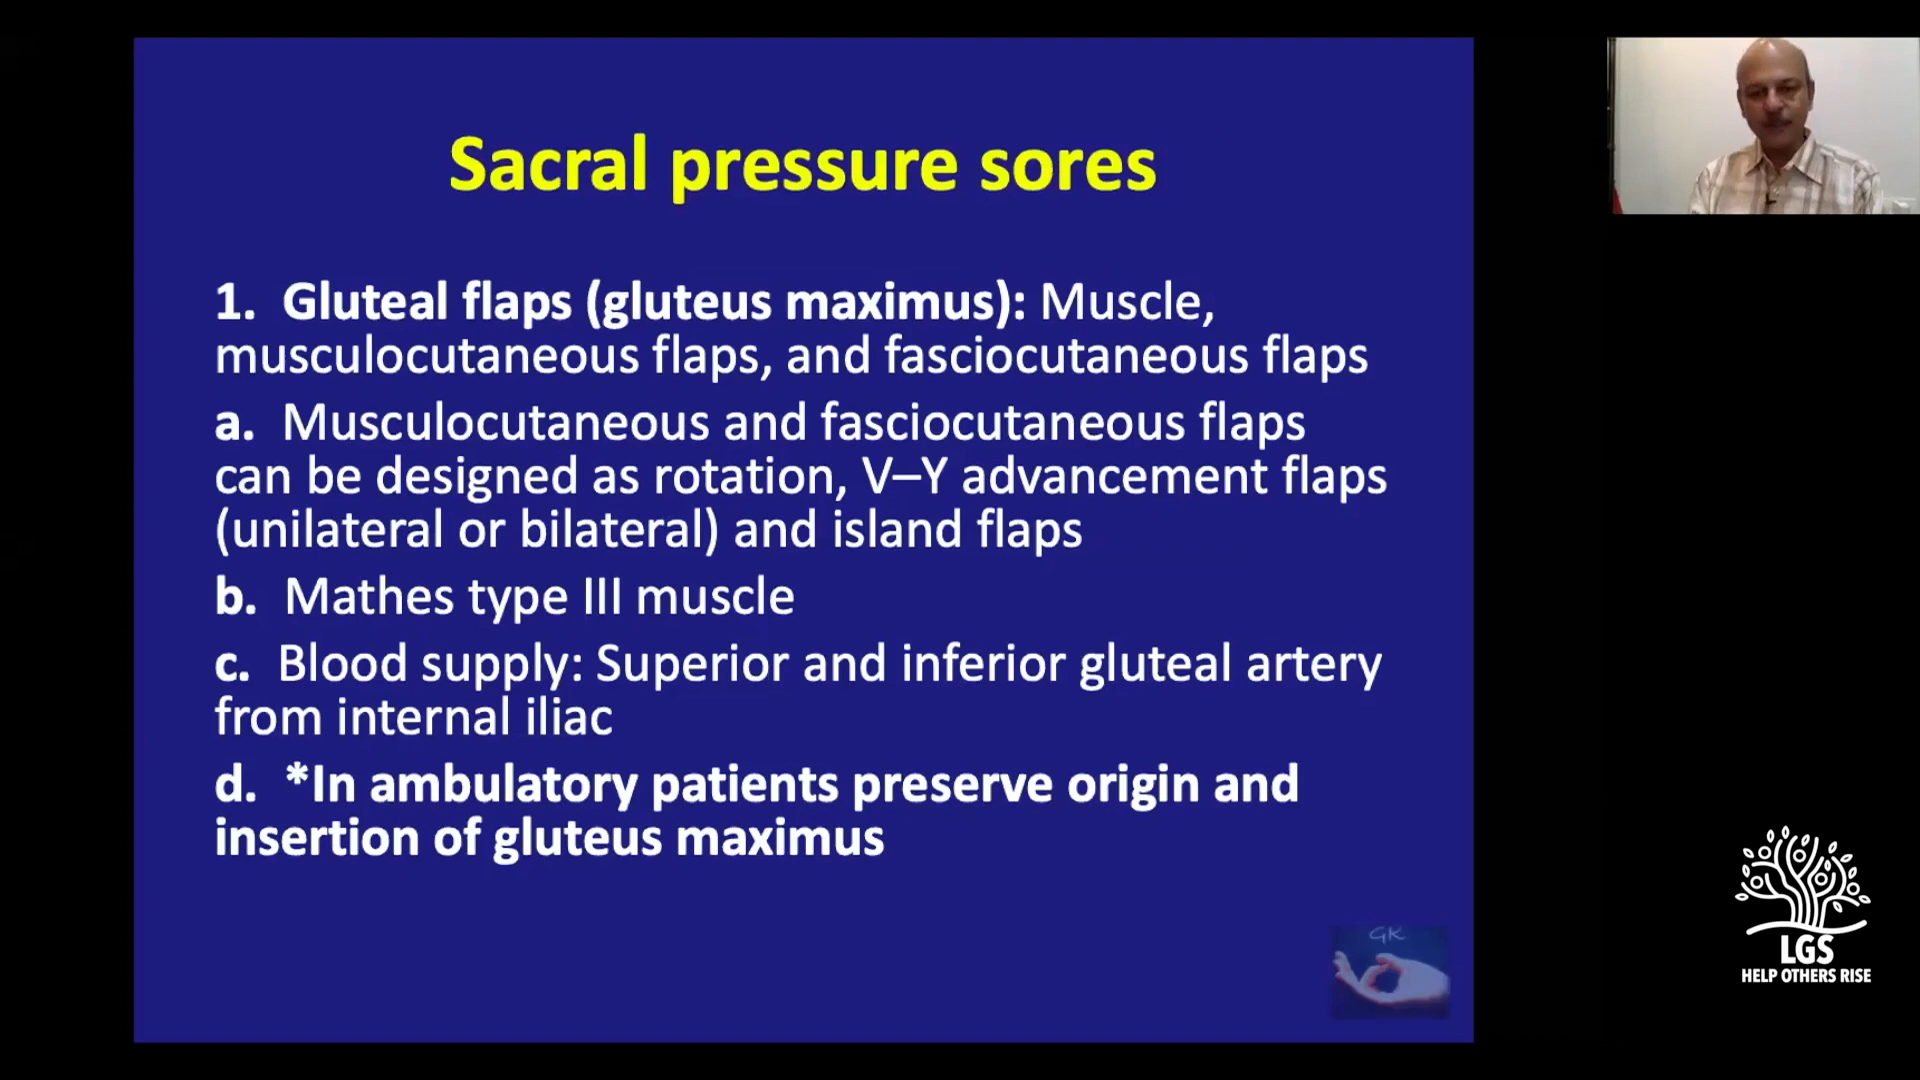 Sacral pressure sores
1. Gluteal flaps (gluteus maximus): Muscle,
musculocutaneous flaps, and fasciocutaneous flaps
a. Musculocutaneous and fasciocutaneous flaps
can be designed as rotation, V–Y advancement flaps
(unilateral or bilateral) and island flaps
b. Mathes type III muscle
c. Blood supply: Superior and inferior gluteal artery
from internal iliac
d. *In ambulatory patients preserve origin and
insertion of gluteus maximus
GK
LGS
HELP OTHERS RISE